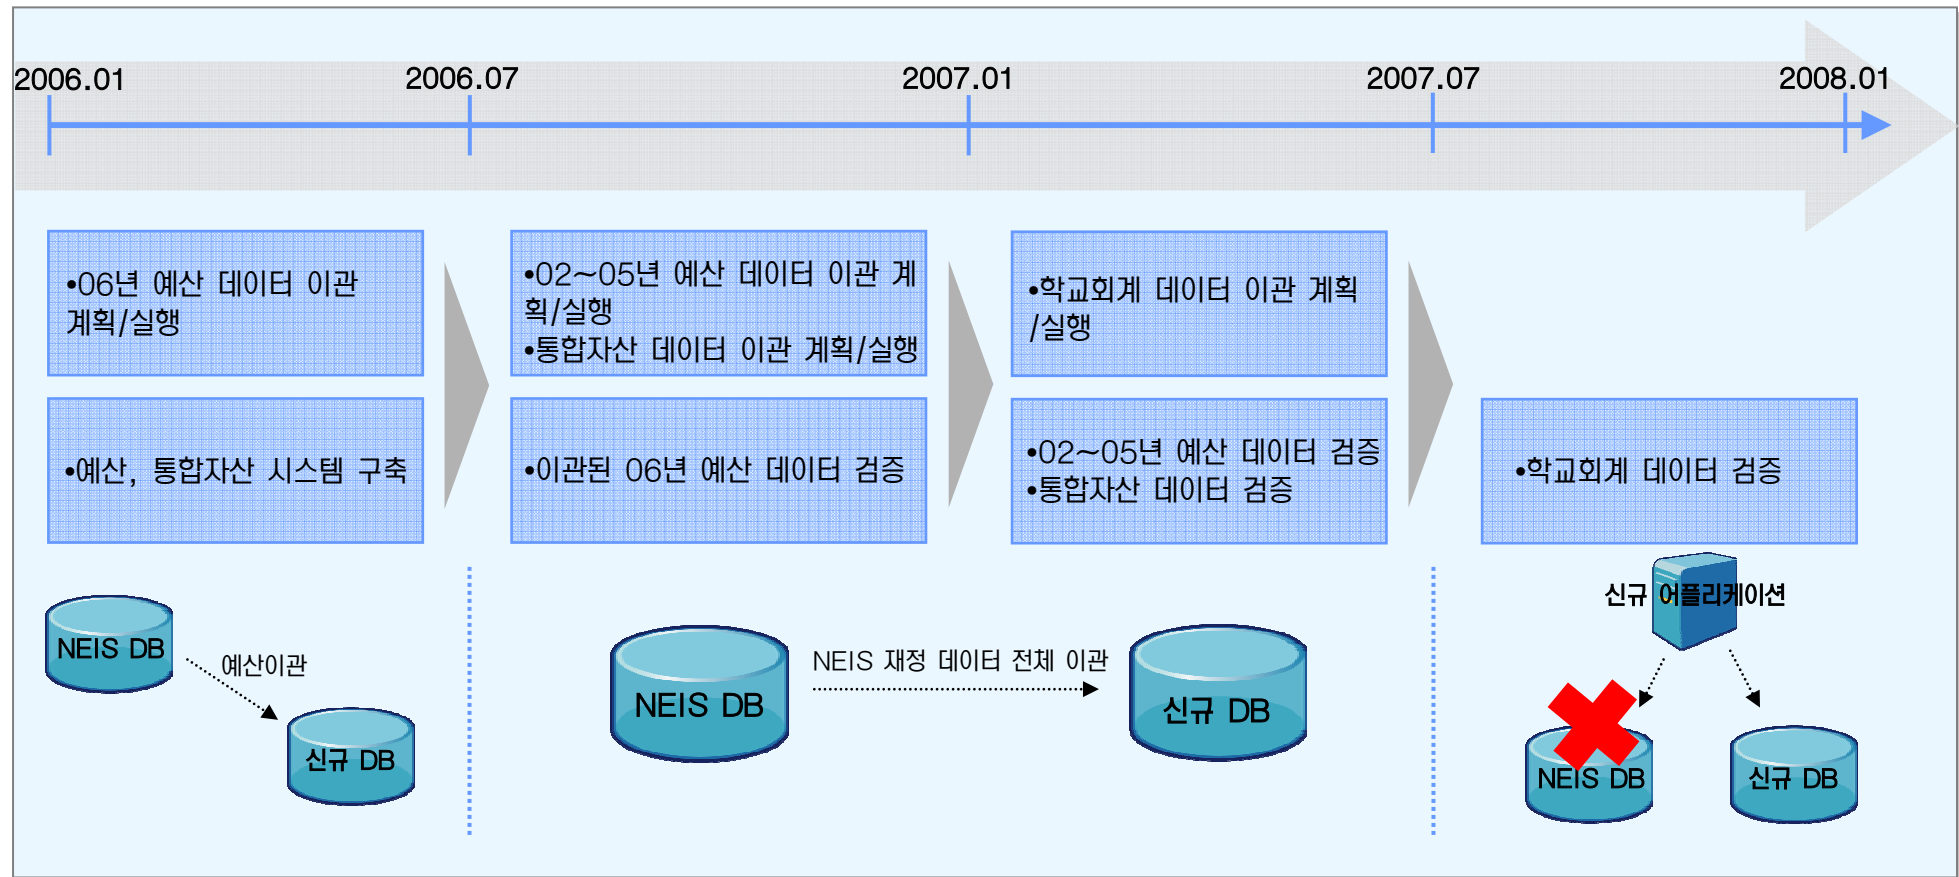 2006.01
2006.07
2007.01
2007.07
2008.01
•06년 예산 데이터 이관
계획/실행
•02~05년 예산 데이터 이관 계
획/실행
•통합자산 데이터 이관 계획/실행
•학교회계 데이터 이관 계획
/실행
•예산, 통합자산 시스템 구축
•이관된 06년 예산 데이터 검증
•02~05년 예산 데이터 검증
•통합자산 데이터 검증
•학교회계 데이터 검증
NEIS DB
예산이관
신규 DB
NEIS DB
NEIS 재정 데이터 전체 이관
신규 DB
신규 어플리케이션
NEIS DB
신규 DB